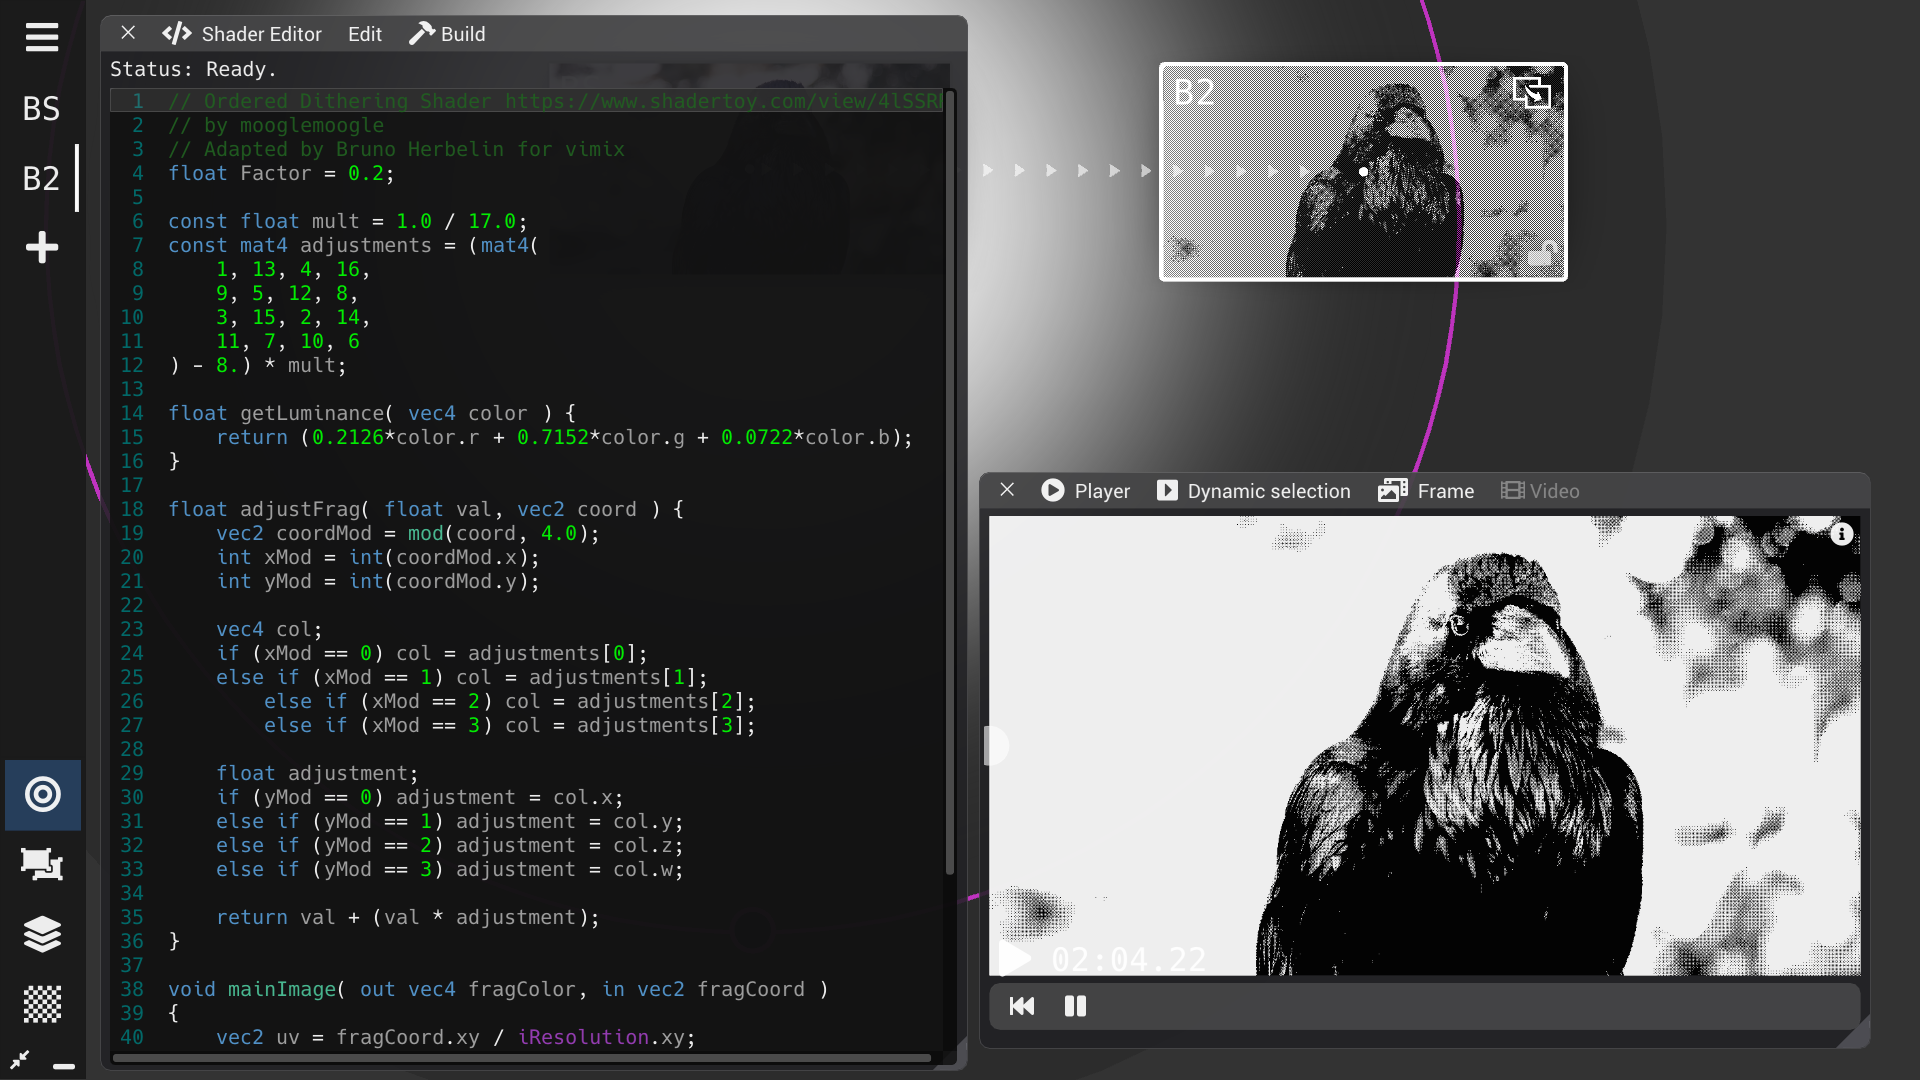 BS
B2
Shader Editor Edit Build
Status: Ready.
1 // Ordered Dithering Shader https://www.shadertoy.com/view/4lSSR
2 // by mooglemoogle
3 // Adapted by Bruno Herbelin for vimix
4 float Factor = 0.2;
5
6 const float mult = 1.0 / 17.0;
7 const mat4 adjustments = (mat4(
8 1, 13, 4, 16,
9 9, 5, 12, 8,
10 3, 15, 2, 14,
11 11, 7, 10, 6
12 ) - 8.) * mult;
13
14 float getLuminance( vec4 color ) {
15 return (0.2126*color.r + 0.7152*color.g + 0.0722*color.b);
16 }
17
18 float adjustFrag( float val, vec2 coord ) {
19 vec2 coordMod = mod(coord, 4.0);
20 int xMod = int(coordMod.x);
21 int yMod = int(coordMod.y);
22
23 vec4 col;
24 if (xMod == 0) col = adjustments[0];
25 else if (xMod == 1) col = adjustments[1];
26 else if (xMod == 2) col = adjustments[2];
27 else if (xMod == 3) col = adjustments[3];
28
29 float adjustment;
30 if (yMod == 0) adjustment = col.x;
31 else if (yMod == 1) adjustment = col.y;
32 else if (yMod == 2) adjustment = col.z;
33 else if (yMod == 3) adjustment = col.w;
34
35 return val + (val * adjustment);
36 }
37
38 void mainImage( out vec4 fragColor, in vec2 fragCoord )
39 {
40 vec2 uv = fragCoord.xy / iResolution.xy;
B2
Player Dynamic selection Frame Video
02:04.22